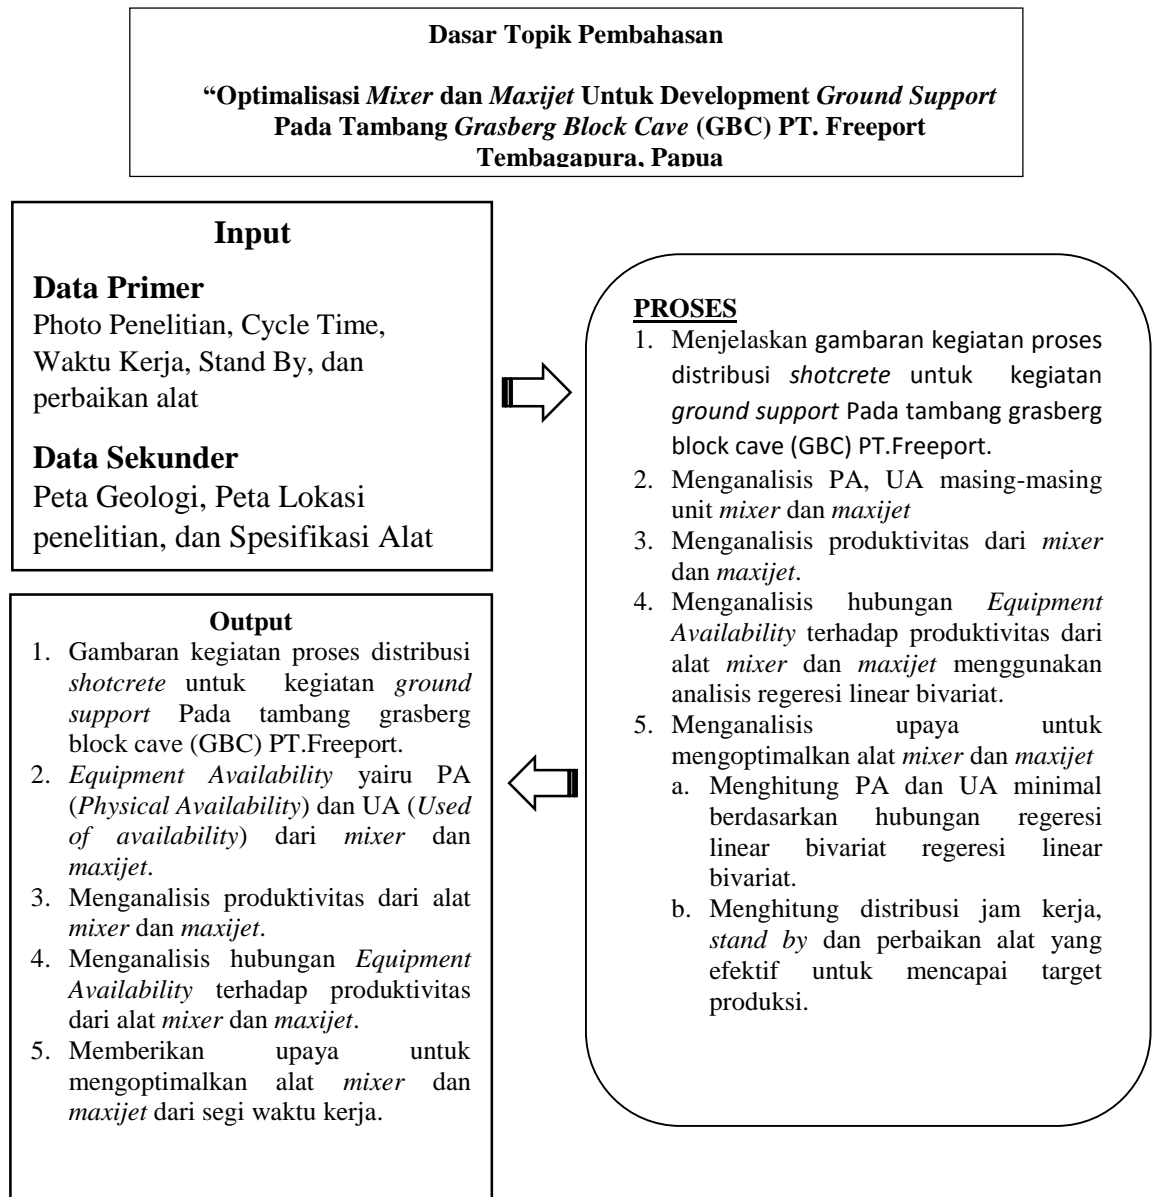 Dasar Topik Pembahasan
“Optimalisasi Mixer dan Maxijet Untuk Development Ground Support
Pada Tambang Grasberg Block Cave (GBC) PT. Freeport
Tembagapura, Papua
Input
Data Primer
Photo Penelitian, Cycle Time,
Waktu Kerja, Stand By, dan
perbaikan alat
Data Sekunder
Peta Geologi, Peta Lokasi
penelitian, dan Spesifikasi Alat
PROSES
1. Menjelaskan gambaran kegiatan proses
distribusi shotcrete untuk kegiatan
ground support Pada tambang grasberg
block cave (GBC) PT.Freeport.
2. Menganalisis PA, UA masing-masing
unit mixer dan maxijet
3. Menganalisis produktivitas dari mixer
dan maxijet.
4. Menganalisis hubungan Equipment
Availability terhadap produktivitas dari
alat mixer dan maxijet menggunakan
analisis regeresi linear bivariat.
5. Menganalisis upaya untuk
mengoptimalkan alat mixer dan maxijet
a. Menghitung PA dan UA minimal
berdasarkan hubungan regeresi
linear bivariat regeresi linear
bivariat.
b. Menghitung distribusi jam kerja,
stand by dan perbaikan alat yang
efektif untuk mencapai target
produksi.
Output
1. Gambaran kegiatan proses distribusi
shotcrete untuk kegiatan ground
support Pada tambang grasberg
block cave (GBC) PT.Freeport.
2. Equipment Availability yairu PA
(Physical Availability) dan UA (Used
of availability) dari mixer dan
maxijet.
3. Menganalisis produktivitas dari alat
mixer dan maxijet.
4. Menganalisis hubungan Equipment
Availability terhadap produktivitas
dari alat mixer dan maxijet.
5. Memberikan upaya untuk
mengoptimalkan alat mixer dan
maxijet dari segi waktu kerja.